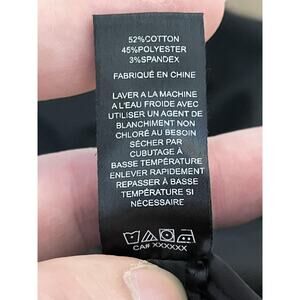 52%COTTON
45%POLYESTER
3%SPANDEX
FABRIQUÉ EN CHINE
LAVER A LA MACHINE
A L'EAU FROIDE AVEC
UTILISER UN AGENT DE
BLANCHIMENT NON
CHLORÉ AU BESOIN
SÉCHER PAR
CUBUTAGE À
BASSE TEMPÉRATURE
ENLEVER RAPIDEMENT
REPASSER À BASSE
TEMPÉRATURE SI
NÉCESSAIRE
CA# XXXXXX